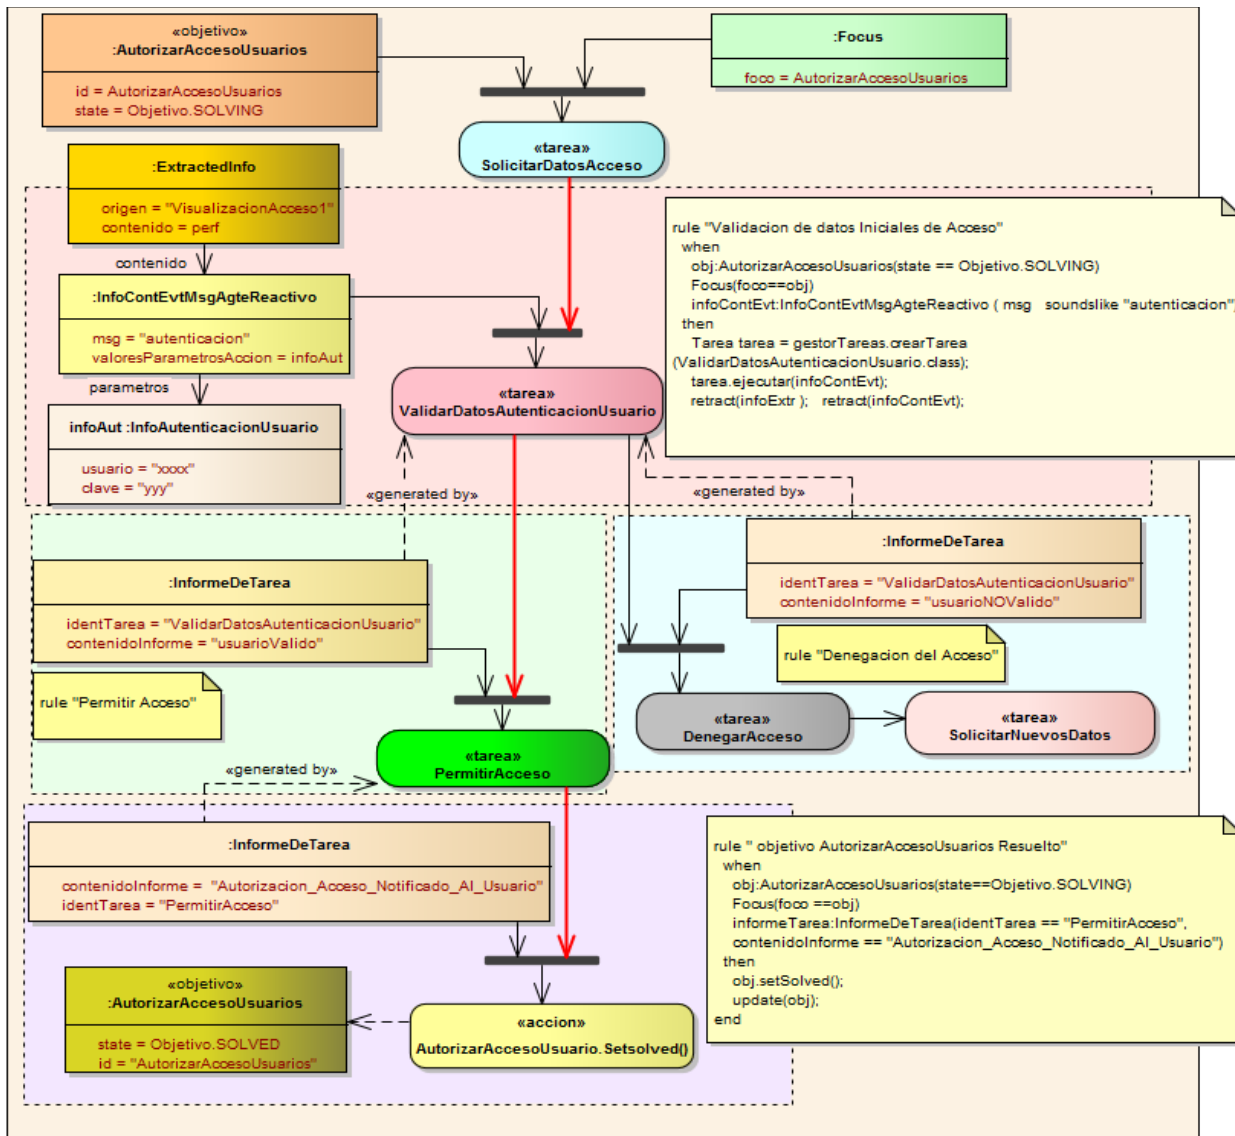 «objetivo»
:AutorizarAccesoUsuarios
id = AutorizarAccesoUsuarios
state = Objetivo.SOLVING
:Focus
foco = AutorizarAccesoUsuarios
«tarea»
SolicitarDatosAcceso
:ExtractedInfo
origen = "VisualizacionAcceso1"
contenido = perf
contenido
:InfoContEvtMsgAgteReactivo
msg = "autenticacion"
valoresParametrosAccion = infoAut
parametros
infoAut :InfoAutenticacionUsuario
usuario = "xxxx"
clave = "yyy"
«tarea»
ValidarDatosAutenticacionUsuario
rule "Validacion de datos Iniciales de Acceso"
when
obj:AutorizarAccesoUsuarios(state == Objetivo.SOLVING)
Focus(foco==obj)
infoContEvt:InfoContEvtMsgAgteReactivo ( msg soundslike "autenticacion")
then
Tarea tarea = gestorTareas.crearTarea
(ValidarDatosAutenticacionUsuario.class);
tarea.ejecutar(infoContEvt);
retract(infoExtr ); retract(infoContEvt);
«generated by»
«generated by»
:InformeDeTarea
identTarea = "ValidarDatosAutenticacionUsuario"
contenidoInforme = "usuarioValido"
rule "Permitir Acceso"
:InformeDeTarea
identTarea = "ValidarDatosAutenticacionUsuario"
contenidoInforme = "usuarioNOValido"
rule "Denegacion del Acceso"
«tarea»
DenegarAcceso
«tarea»
SolicitarNuevosDatos
«tarea»
PermitirAcceso
«generated by»
:InformeDeTarea
contenidoInforme = "Autorizacion_Acceso_Notificado_Al_Usuario"
identTarea = "PermitirAcceso"
rule " objetivo AutorizarAccesoUsuarios Resuelto"
when
obj:AutorizarAccesoUsuarios(state==Objetivo.SOLVING)
Focus(foco ==obj)
informeTarea:InformeDeTarea(identTarea == "PermitirAcceso",
contenidoInforme == "Autorizacion_Acceso_Notificado_Al_Usuario")
then
obj.setSolved();
update(obj);
end
«objetivo»
:AutorizarAccesoUsuarios
state = Objetivo.SOLVED
id = "AutorizarAccesoUsuarios"
«accion»
AutorizarAccesoUsuario.Setsolved()